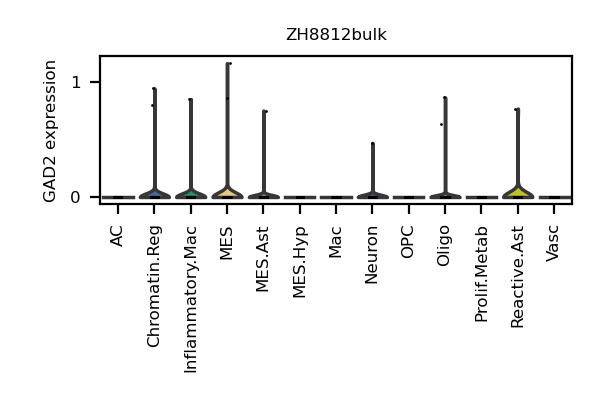 ZH8812bulk
GAD2 expression
1
0
AC
Chromatin.Reg
Inflammatory.Mac
MES
MES.Ast
MES.Hyp
Mac
Neuron
OPC
Oligo
Prolif.Metab
Reactive.Ast
Vasc